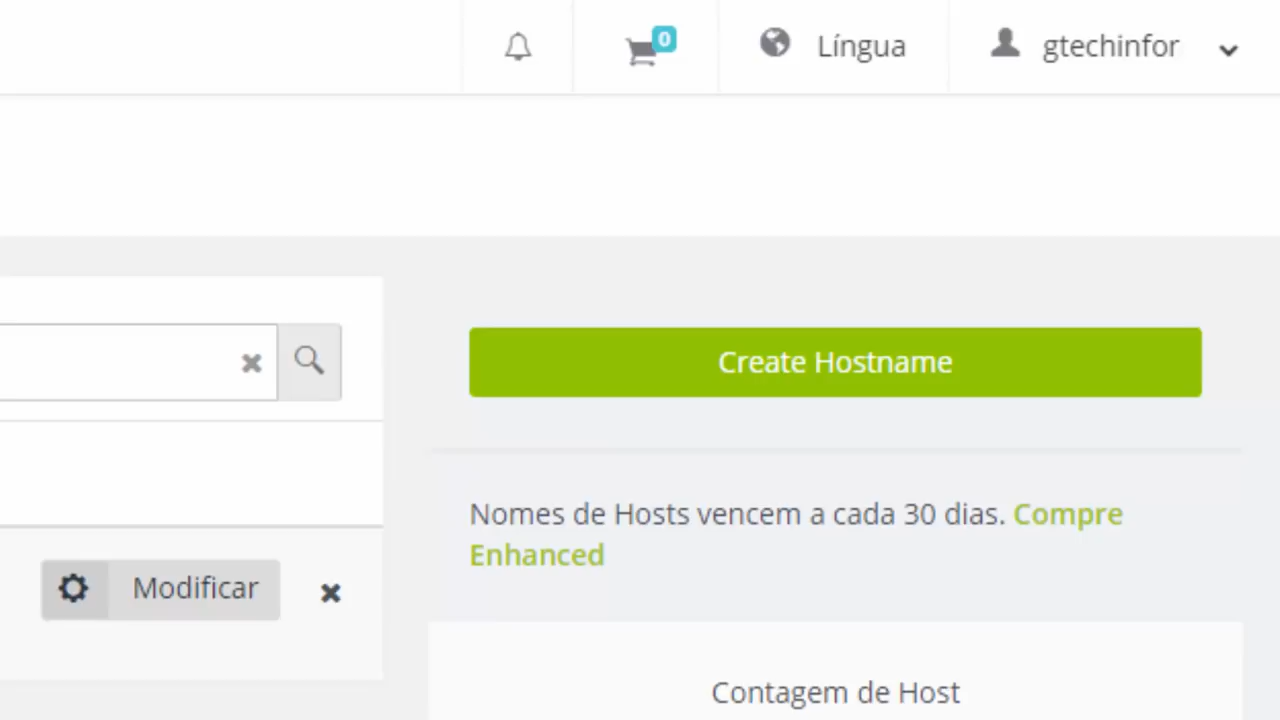 0
Língua
gtechinfor
Create Hostname
Nomes de Hosts vencem a cada 30 dias. Compre
Enhanced
Modificar
Contagem de Host